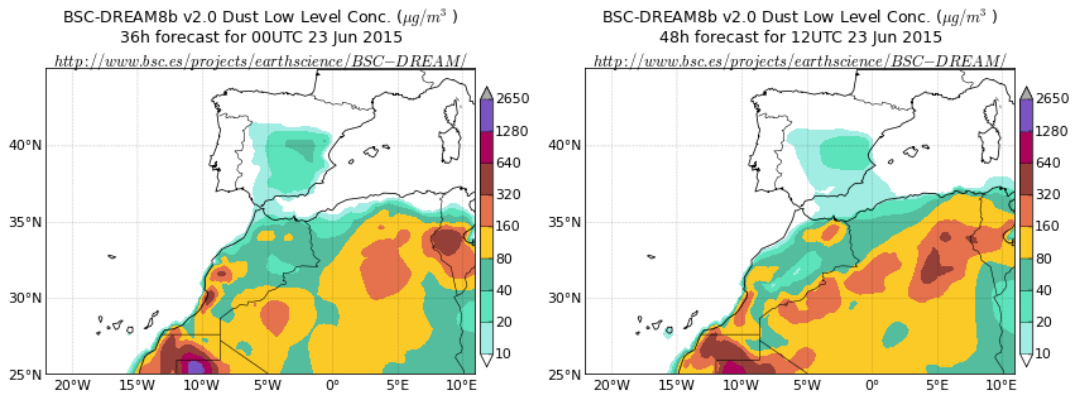 BSC-DREAM8b v2.0 Dust Low Level Conc. (μg/m³ )
36h forecast for 00UTC 23 Jun 2015
http://www.bsc.es/projects/earthscience/BSC−DREAM/
40°N
35°N
30°N
25°N
20°W
15°W
10°W
5°W
0°
5°E
10°E
2650
1280
640
320
160
80
40
20
10
BSC-DREAM8b v2.0 Dust Low Level Conc. (μg/m³ )
48h forecast for 12UTC 23 Jun 2015
http://www.bsc.es/projects/earthscience/BSC−DREAM/
40°N
35°N
30°N
25°N
20°W
15°W
10°W
5°W
0°
5°E
10°E
2650
1280
640
320
160
80
40
20
10